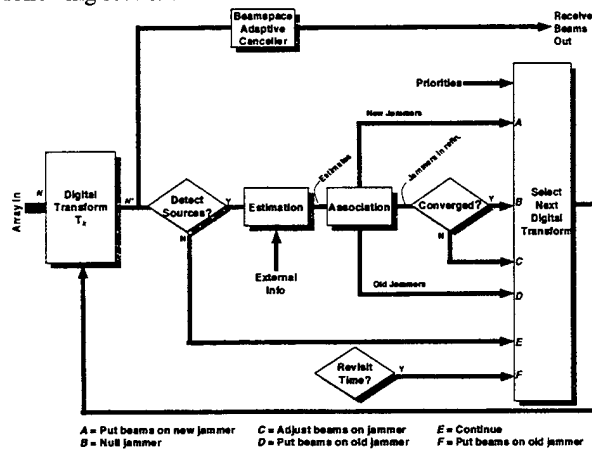 Beamspace
Adaptive
Canceller
Receive
Beams
Out
Priorities
New Jammers
A
Estimates
Jammers in refin.
Array In
N
Digital
Transform
T_k
N'
Detect
Sources?
Y
N
Estimation
External
Info
Association
Converged?
Y
N
B
C
Old Jammers
D
E
Select
Next
Digital
Transform
Revisit
Time?
Y
F
A = Put beams on new jammer
B = Null jammer
C = Adjust beams on jammer
D = Put beams on old jammer
E = Continue
F = Put beams on old jammer